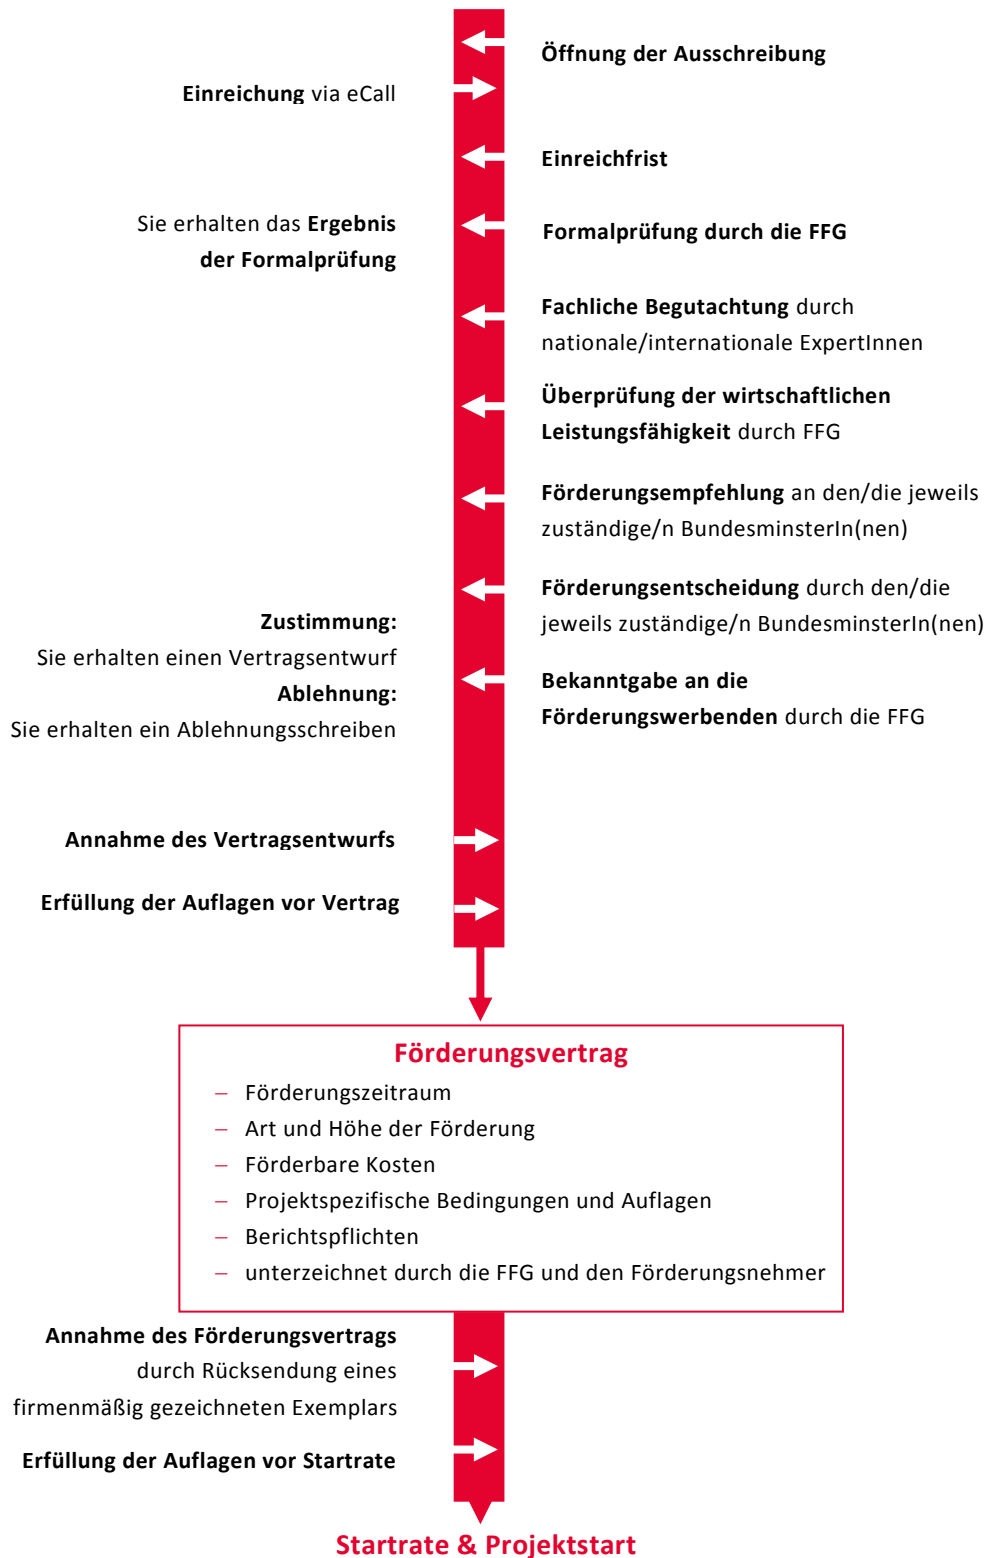 Öffnung der Ausschreibung
Einreichung via eCall
Einreichfrist
Sie erhalten das Ergebnis
der Formalprüfung
Formalprüfung durch die FFG
Fachliche Begutachtung durch
nationale/internationale ExpertInnen
Überprüfung der wirtschaftlichen
Leistungsfähigkeit durch FFG
Förderungsempfehlung an den/die jeweils
zuständige/n BundesminsterIn(nen)
Förderungsentscheidung durch den/die
jeweils zuständige/n BundesminsterIn(nen)
Zustimmung:
Sie erhalten einen Vertragsentwurf
Ablehnung:
Sie erhalten ein Ablehnungsschreiben
Bekanntgabe an die
Förderungswerbenden durch die FFG
Annahme des Vertragsentwurfs
Erfüllung der Auflagen vor Vertrag
Förderungsvertrag
– Förderungszeitraum
– Art und Höhe der Förderung
– Förderbare Kosten
– Projektspezifische Bedingungen und Auflagen
– Berichtspflichten
– unterzeichnet durch die FFG und den Förderungsnehmer
Annahme des Förderungsvertrags
durch Rücksendung eines
firmenmäßig gezeichneten Exemplars
Erfüllung der Auflagen vor Startrate
Startrate & Projektstart